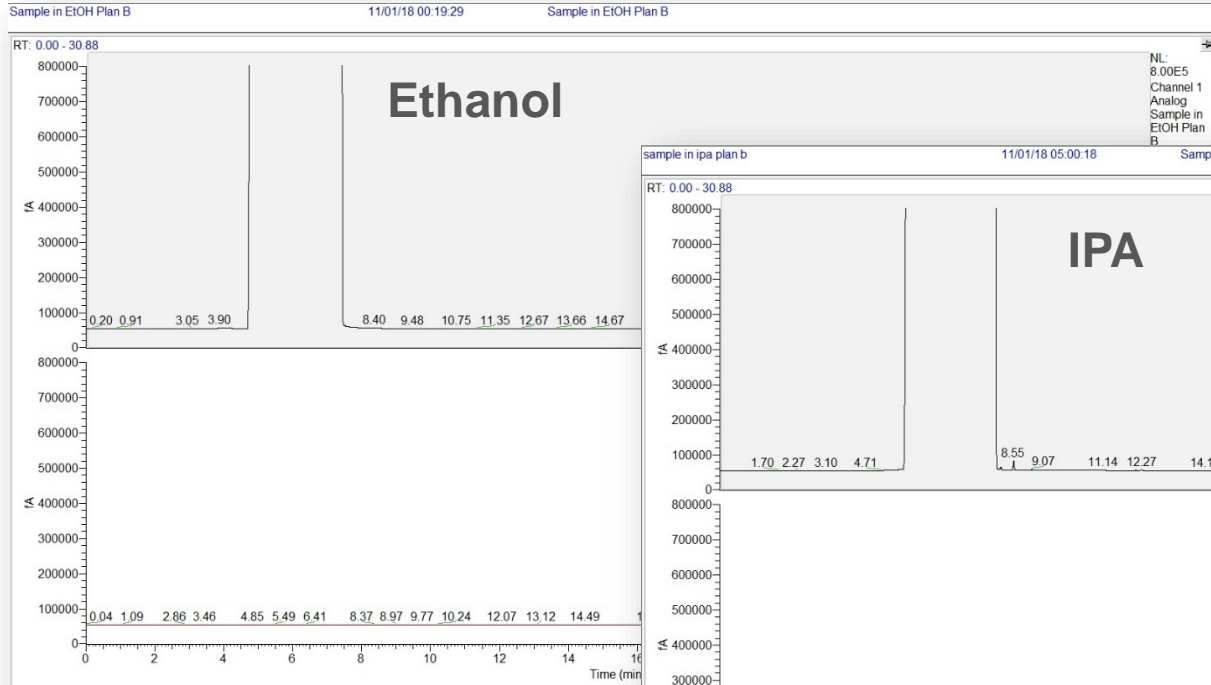 Sample in EtOH Plan B 11/01/18 00:19:29 Sample in EtOH Plan B
RT: 0.00 - 30.88
NL:
8.00E5
Channel 1
Analog
Sample in
EtOH Plan
B
Ethanol
800000
700000
600000
500000
400000
300000
200000
100000
0
fA
0.20 0.91 3.05 3.90 8.40 9.48 10.75 11.35 12.67 13.66 14.67
800000
700000
600000
500000
400000
300000
200000
100000
0
fA
0.04 1.09 2.86 3.46 4.85 5.49 6.41 8.37 8.97 9.77 10.24 12.07 13.12 14.49 1
0 2 4 6 8 10 12 14 16
Time (min
sample in ipa plan b 11/01/18 05:00:18 Samp
RT: 0.00 - 30.88
IPA
800000
700000
600000
500000
400000
300000
200000
100000
0
fA
1.70 2.27 3.10 4.71 8.55 9.07 11.14 12.27 14.1
800000
700000
600000
500000
400000
300000
fA